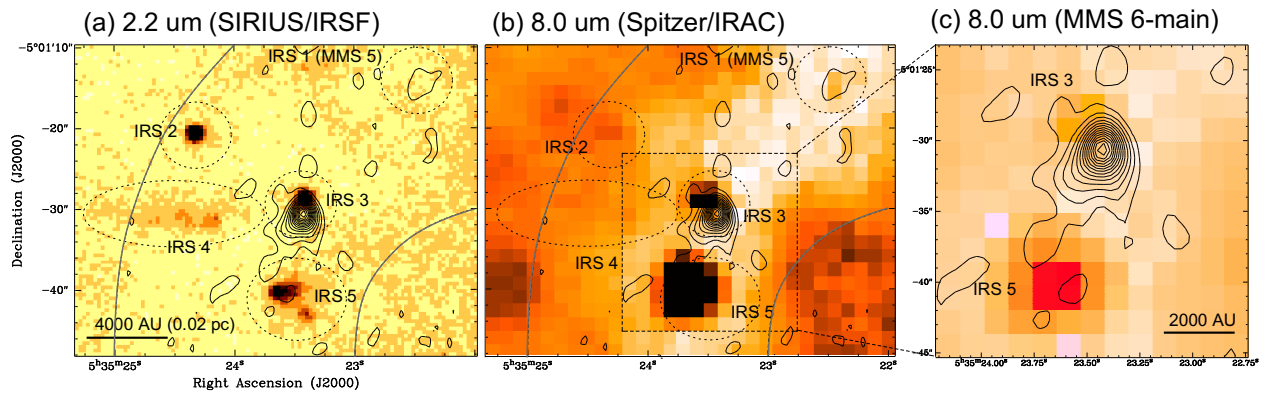 (a) 2.2 um (SIRIUS/IRSF)
(b) 8.0 um (Spitzer/IRAC)
(c) 8.0 um (MMS 6-main)
−5°01'10"
−20"
−30"
−40"
Declination (J2000)
IRS 1 (MMS 5)
IRS 2
IRS 3
IRS 4
IRS 5
4000 AU (0.02 pc)
5ʰ35ᵐ25ˢ
24ˢ
23ˢ
Right Ascension (J2000)
IRS 1 (MMS 5)
IRS 2
IRS 3
IRS 4
IRS 5
5ʰ35ᵐ25ˢ
24ˢ
23ˢ
22ˢ
-5°01'25"
-30"
-35"
-40"
-45"
IRS 3
IRS 5
2000 AU
5ʰ35ᵐ24.00ˢ
23.75ˢ
23.50ˢ
23.25ˢ
23.00ˢ
22.75ˢ